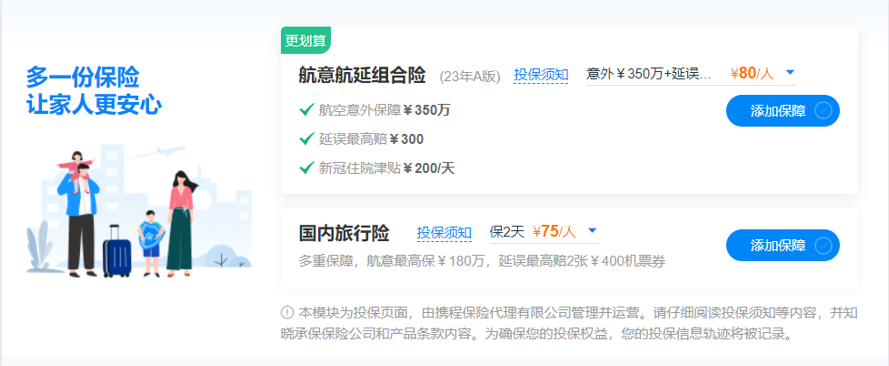 多一份保险
让家人更安心
更划算
航意航延组合险 (23年A版) 投保须知 意外￥350万+延误... ￥80/人
航空意外保障￥350万
添加保障
延误最高赔￥300
新冠住院津贴￥200/天
国内旅行险 投保须知 保2天 ￥75/人
添加保障
多重保障，航意最高保￥180万，延误最高赔2张￥400机票券
本模块为投保页面，由携程保险代理有限公司管理并运营。请仔细阅读投保须知等内容，并知
晓承保保险公司和产品条款内容。为确保您的投保权益，您的投保信息轨迹将被记录。